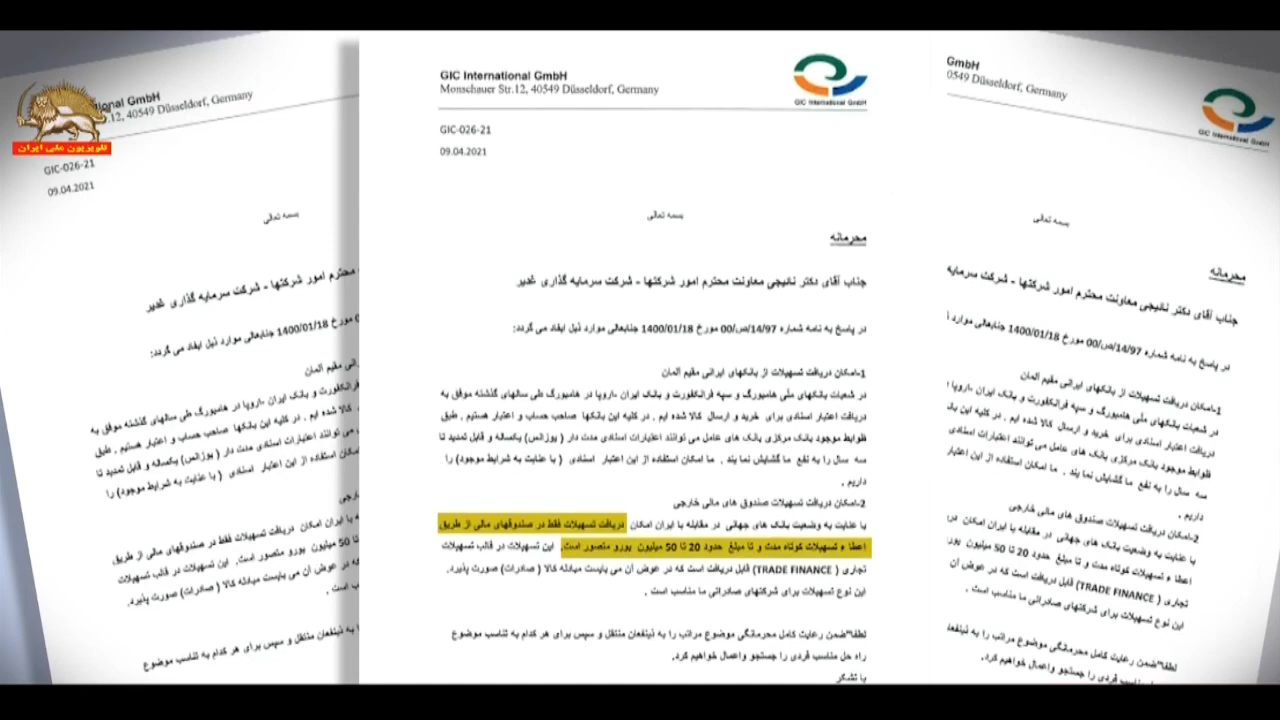 تلویزیون ملی ایران
GIC International GmbH
Monschauer Str.12, 40549 Düsseldorf, Germany
GIC International GmbH
GIC-026-21
09.04.2021
بسمه تعالی
محرمانه
جناب آقای دکتر نائیجی معاونت محترم امور شرکتها - شرکت سرمایه گذاری غدیر
در پاسخ به نامه شماره 14/97/ص/00 مورخ 1400/01/18 جنابعالی موارد ذیل ایفاد می گردد:
1-امکان دریافت تسهیلات از بانکهای ایرانی مقیم آلمان
در شعبات بانکهای ملّی هامبورگ و سپه فرانکفورت و بانک ایران -اروپا در هامبورگ طی سالهای گذشته موفق به
دریافت اعتبار اسنادی برای خرید و ارسال کالا شده ایم . در کلیه این بانکها صاحب حساب و اعتبار هستیم . طبق
ظوابط موجود بانک مرکزی بانک های عامل می توانند اعتبارات اسنادی مدت دار ( یوزانس) یکساله و قابل تمدید تا
سه سال را به نفع ما گشایش نما یند . ما امکان استفاده از این اعتبار اسنادی ( با عنایت به شرایط موجود) را
داریم .
2-امکان دریافت تسهیلات صندوق های مالی خارجی
با عنایت به وضعیت بانک های جهانی در مقابله با ایران امکان دریافت تسهیلات فقط در صندوقهای مالی از طریق
اعطا ء تسهیلات کوتاه مدت و تا مبلغ حدود 20 تا 50 میلیون یورو متصور است. این تسهیلات در قالب تسهیلات
تجاری ( TRADE FINANCE) قابل دریافت است که در عوض آن می بایست مبادله کالا ( صادرات) صورت پذیرد.
این نوع تسهیلات برای شرکتهای صادراتی ما مناسب است .
لطفا"ضمن رعایت کامل محرمانگی موضوع مراتب را به ذینفعان منتقل و سپس برای هر کدام به تناسب موضوع
راه حل مناسب فردی را جستجو واعمال خواهیم کرد.
با تشکر